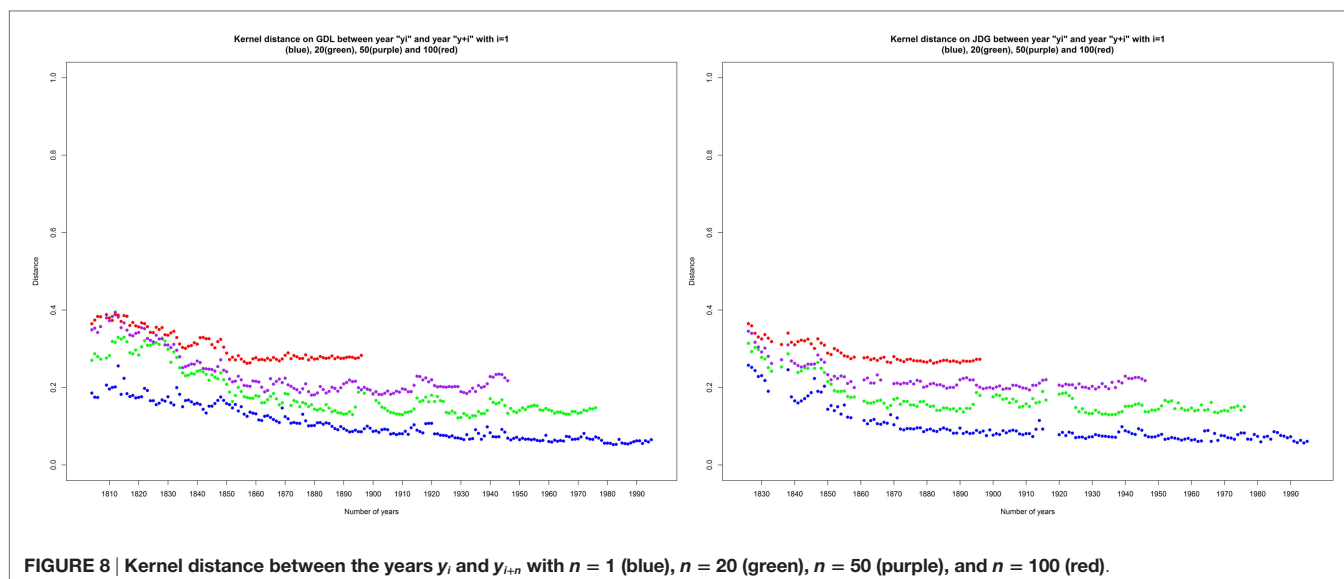 Kernel distance on GDL between year "yi" and year "y+i" with i=1
(blue), 20(green), 50(purple) and 100(red)
1.0
0.8
0.6
0.4
0.2
0.0
Distance
1810 1820 1830 1840 1850 1860 1870 1880 1890 1900 1910 1920 1930 1940 1950 1960 1970 1980 1990
Number of years
Kernel distance on JDG between year "yi" and year "y+i" with i=1
(blue), 20(green), 50(purple) and 100(red)
1.0
0.8
0.6
0.4
0.2
0.0
Distance
1830 1840 1850 1860 1870 1880 1890 1900 1910 1920 1930 1940 1950 1960 1970 1980 1990
Number of years
FIGURE 8 | Kernel distance between the years yi and yi+n with n = 1 (blue), n = 20 (green), n = 50 (purple), and n = 100 (red).